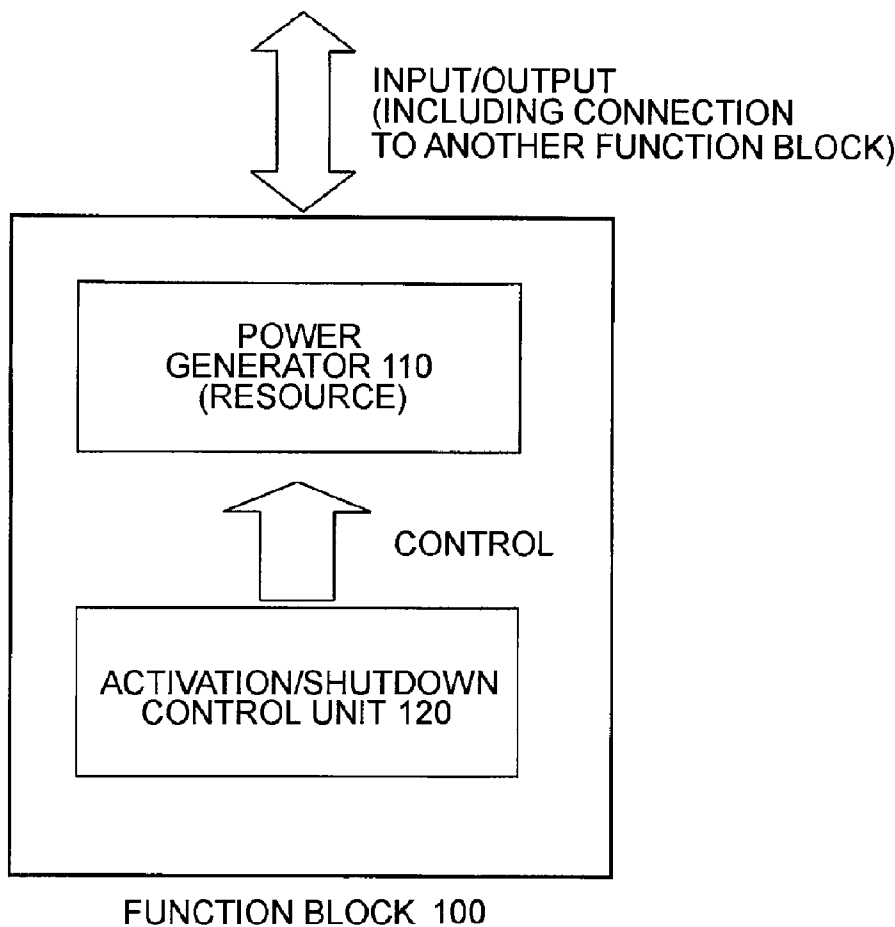 INPUT/OUTPUT
(INCLUDING CONNECTION
TO ANOTHER FUNCTION BLOCK)
POWER
GENERATOR 110
(RESOURCE)
CONTROL
ACTIVATION/SHUTDOWN
CONTROL UNIT 120
FUNCTION BLOCK 100